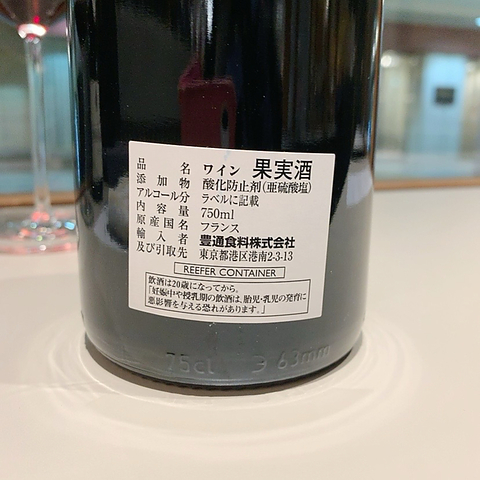 品名 ワイン 果実酒
添加物 酸化防止剤(亜硫酸塩)
アルコール分 ラベルに記載
内容量 750ml
原産国名 フランス
輸入者 豊通食料株式会社
及び引取先 東京都港区港南2-3-13
REEFER CONTAINER
飲酒は20歳になってから。
「妊娠中や授乳期の飲酒は、胎児・乳児の発育に
悪影響を与える恐れがあります。」
75cl 63mm